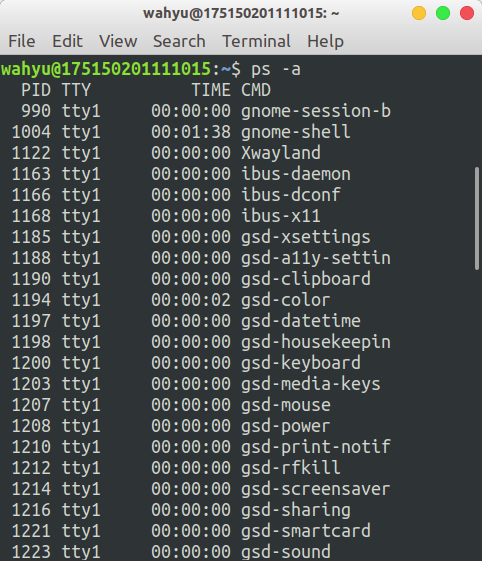 wahyu@175150201111015: ~
File Edit View Search Terminal Help
wahyu@175150201111015:~$ ps -a
PID TTY TIME CMD
990 tty1 00:00:00 gnome-session-b
1004 tty1 00:01:38 gnome-shell
1122 tty1 00:00:00 Xwayland
1163 tty1 00:00:00 ibus-daemon
1166 tty1 00:00:00 ibus-dconf
1168 tty1 00:00:00 ibus-x11
1185 tty1 00:00:00 gsd-xsettings
1188 tty1 00:00:00 gsd-a11y-settin
1190 tty1 00:00:00 gsd-clipboard
1194 tty1 00:00:02 gsd-color
1197 tty1 00:00:00 gsd-datetime
1198 tty1 00:00:00 gsd-housekeepin
1200 tty1 00:00:00 gsd-keyboard
1203 tty1 00:00:00 gsd-media-keys
1207 tty1 00:00:00 gsd-mouse
1208 tty1 00:00:00 gsd-power
1210 tty1 00:00:00 gsd-print-notif
1212 tty1 00:00:00 gsd-rfkill
1214 tty1 00:00:00 gsd-screensaver
1216 tty1 00:00:00 gsd-sharing
1221 tty1 00:00:00 gsd-smartcard
1223 tty1 00:00:00 gsd-sound